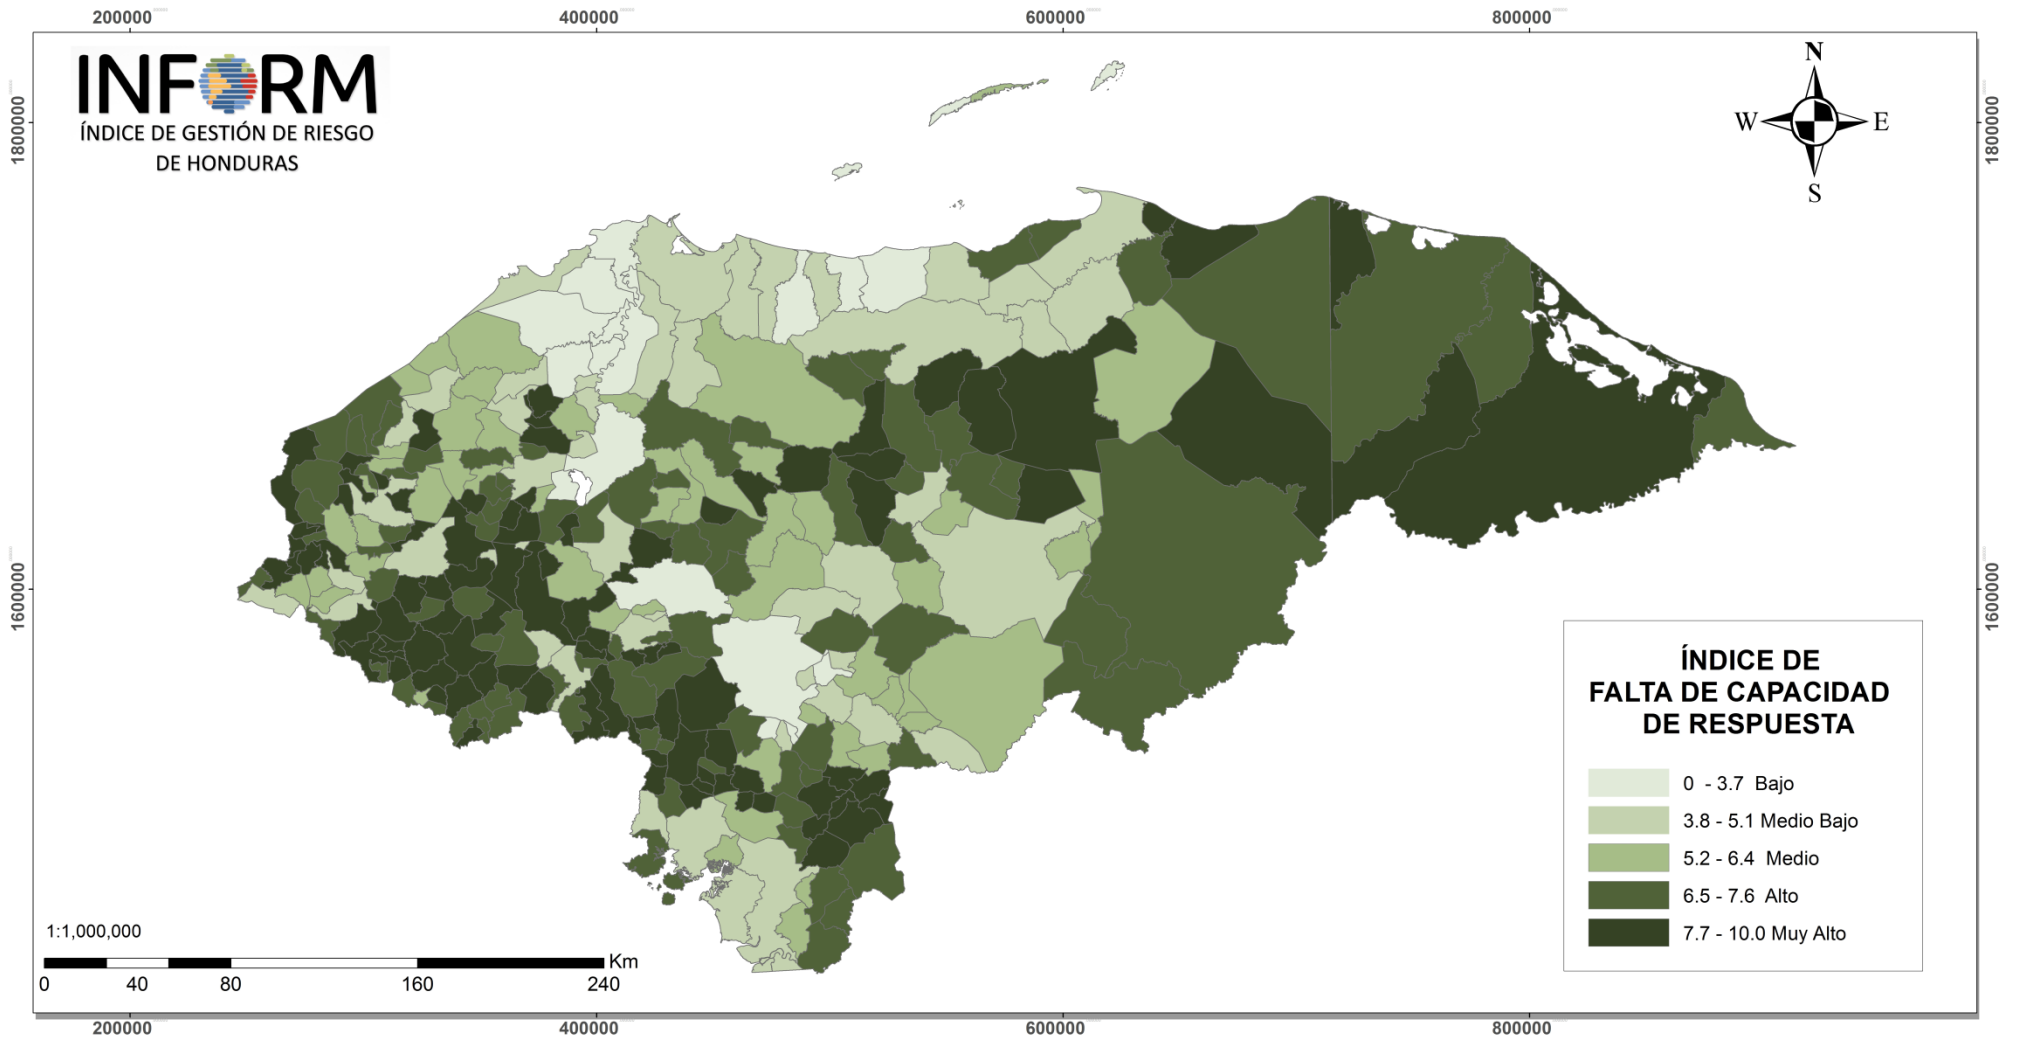 200000 400000 600000 800000
INFORM
ÍNDICE DE GESTIÓN DE RIESGO
DE HONDURAS
N
W E
S
1800000 1800000
1600000 1600000
ÍNDICE DE
FALTA DE CAPACIDAD
DE RESPUESTA
0 - 3.7 Bajo
3.8 - 5.1 Medio Bajo
5.2 - 6.4 Medio
6.5 - 7.6 Alto
7.7 - 10.0 Muy Alto
1:1,000,000
Km
0 40 80 160 240
200000 400000 600000 800000